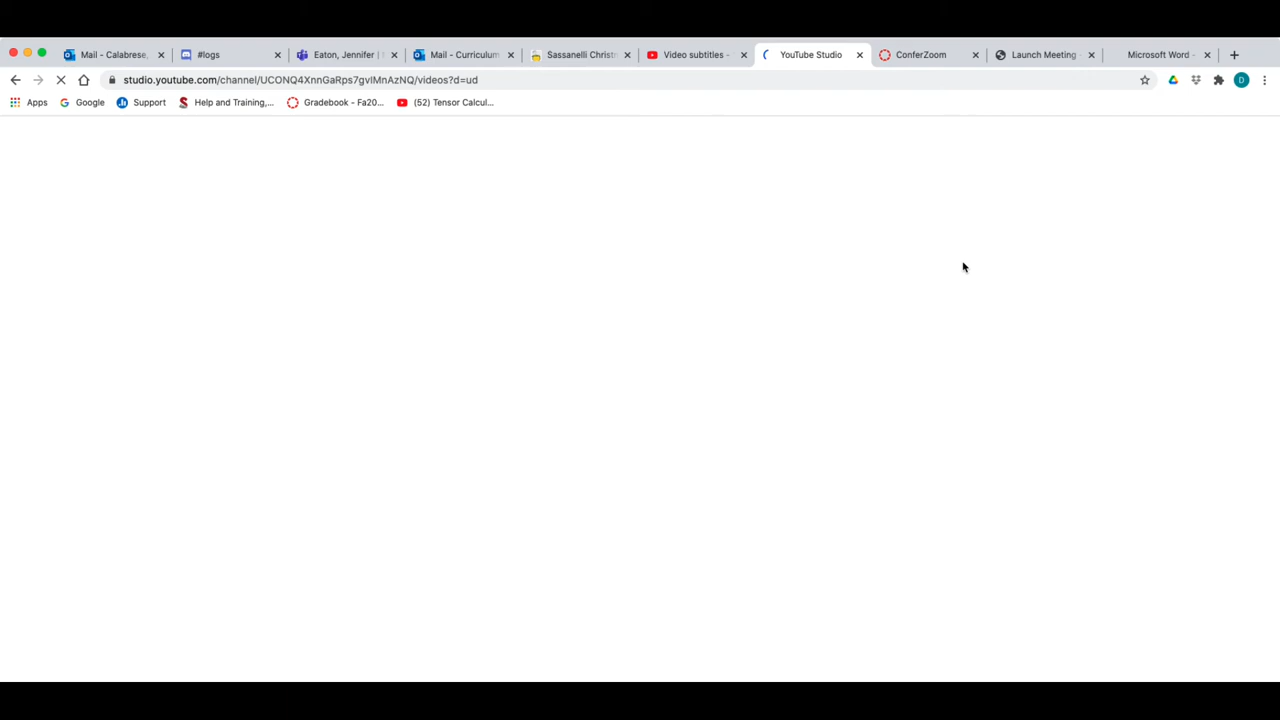 Mail - Calabrese, #logs Eaton, Jennifer | Mail - Curriculum Sassanelli Christm Video subtitles - YouTube Studio ConferZoom Launch Meeting - Microsoft Word -
studio.youtube.com/channel/UCONQ4XnnGaRps7gvIMnAzNQ/videos?d=ud D
Apps Google Support Help and Training,... Gradebook - Fa20... (52) Tensor Calcul...